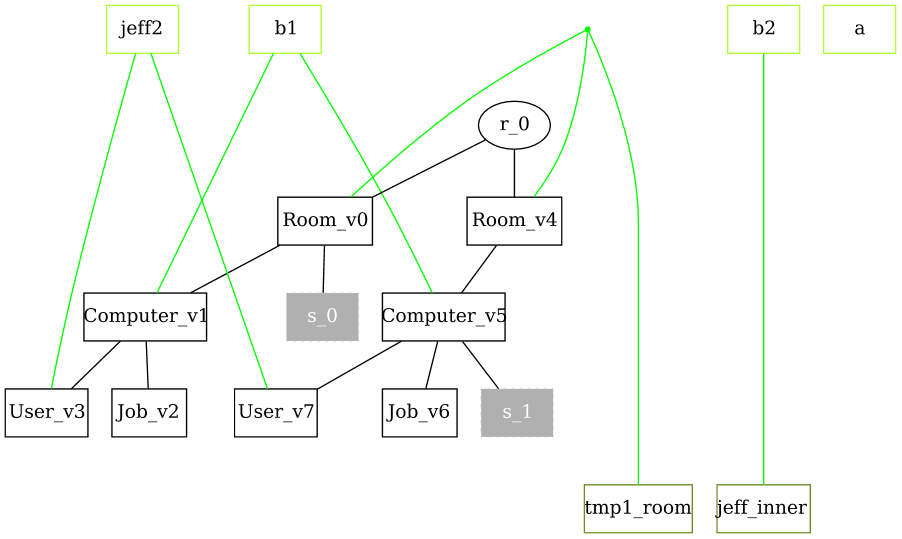 jeff2
b1
b2
a
r_0
Room_v0
Room_v4
Computer_v1
s_0
Computer_v5
User_v3
Job_v2
User_v7
Job_v6
s_1
tmp1_room
jeff_inner